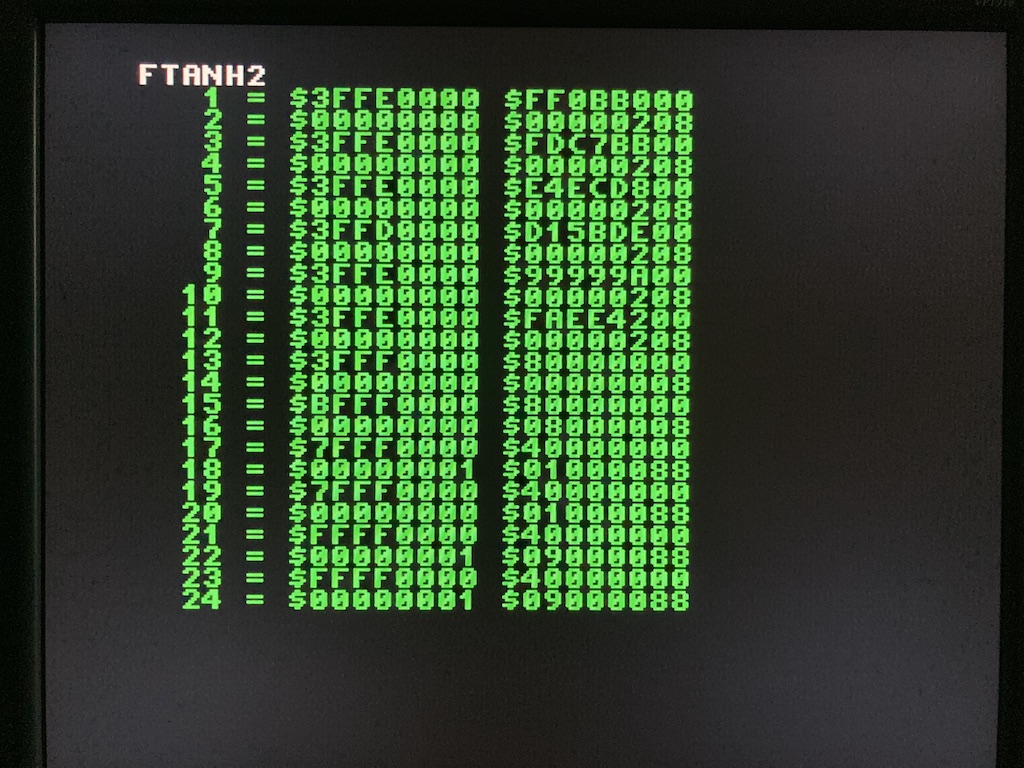 FTANH2
1 = $3FFE0000 $FF0BB000
2 = $00000000 $00000208
3 = $3FFE0000 $FDC7BB00
4 = $00000000 $00000208
5 = $3FFE0000 $E4ECD800
6 = $00000000 $00000208
7 = $3FFD0000 $D15BDE00
8 = $00000000 $00000208
9 = $3FFE0000 $99999A00
10 = $00000000 $00000208
11 = $3FFE0000 $FAEE4200
12 = $00000000 $00000208
13 = $3FFF0000 $80000000
14 = $00000000 $00000008
15 = $BFFF0000 $80000000
16 = $00000000 $08000008
17 = $7FFF0000 $40000000
18 = $00000001 $01000088
19 = $7FFF0000 $40000000
20 = $00000000 $01000088
21 = $FFFF0000 $40000000
22 = $00000001 $09000088
23 = $FFFF0000 $40000000
24 = $00000001 $09000088